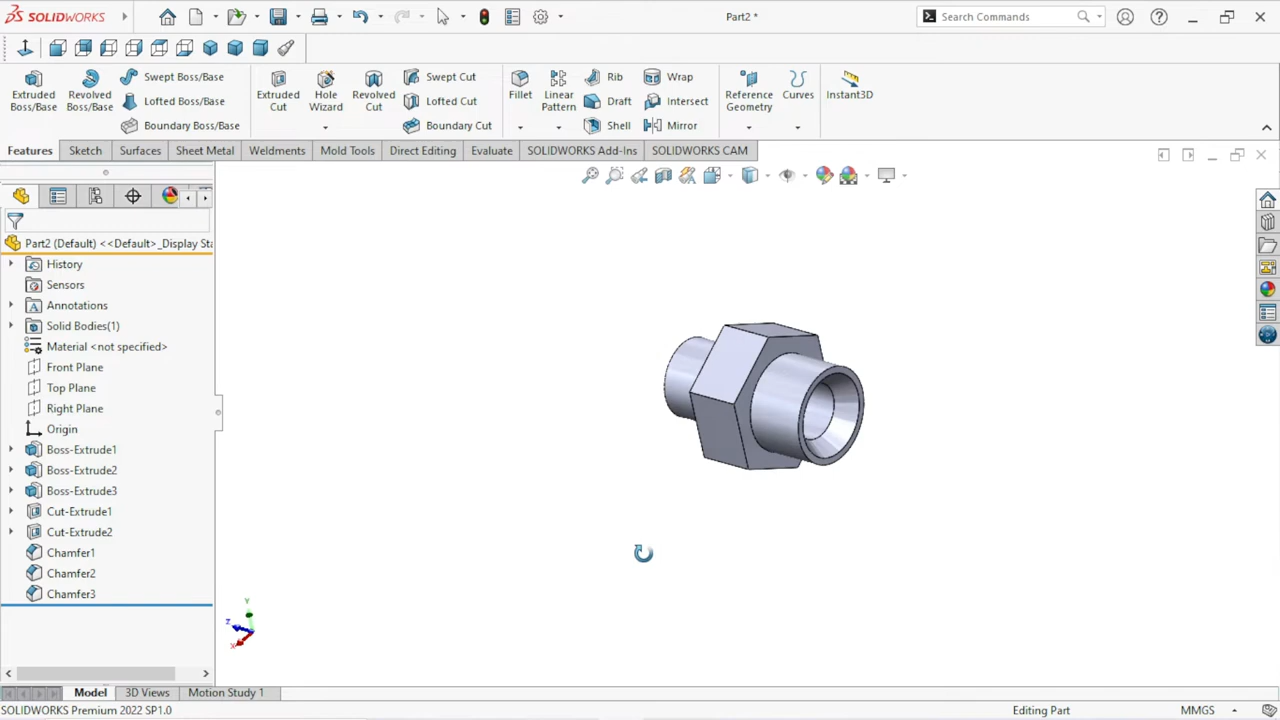 SOLIDWORKS
Part2 *
Search Commands
Extruded Boss/Base
Revolved Boss/Base
Swept Boss/Base
Lofted Boss/Base
Boundary Boss/Base
Extruded Cut
Hole Wizard
Revolved Cut
Swept Cut
Lofted Cut
Boundary Cut
Fillet
Linear Pattern
Rib
Draft
Shell
Wrap
Intersect
Mirror
Reference Geometry
Curves
Instant3D
Features
Sketch
Surfaces
Sheet Metal
Weldments
Mold Tools
Direct Editing
Evaluate
SOLIDWORKS Add-Ins
SOLIDWORKS CAM
Part2 (Default) <<Default>_Display Sta
History
Sensors
Annotations
Solid Bodies(1)
Material <not specified>
Front Plane
Top Plane
Right Plane
Origin
Boss-Extrude1
Boss-Extrude2
Boss-Extrude3
Cut-Extrude1
Cut-Extrude2
Chamfer1
Chamfer2
Chamfer3
Y
Z
X
Model
3D Views
Motion Study 1
SOLIDWORKS Premium 2022 SP1.0
Editing Part
MMGS